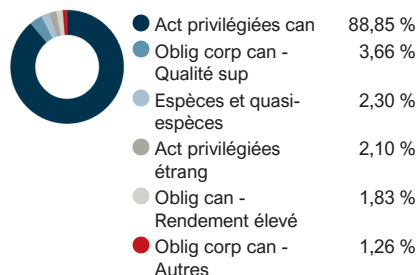 Act privilégiées can 88,85 %
Oblig corp can - 3,66 %
Qualité sup
Espèces et quasi- 2,30 %
espèces
Act privilégiées 2,10 %
étrang
Oblig can - 1,83 %
Rendement élevé
Oblig corp can - 1,26 %
Autres